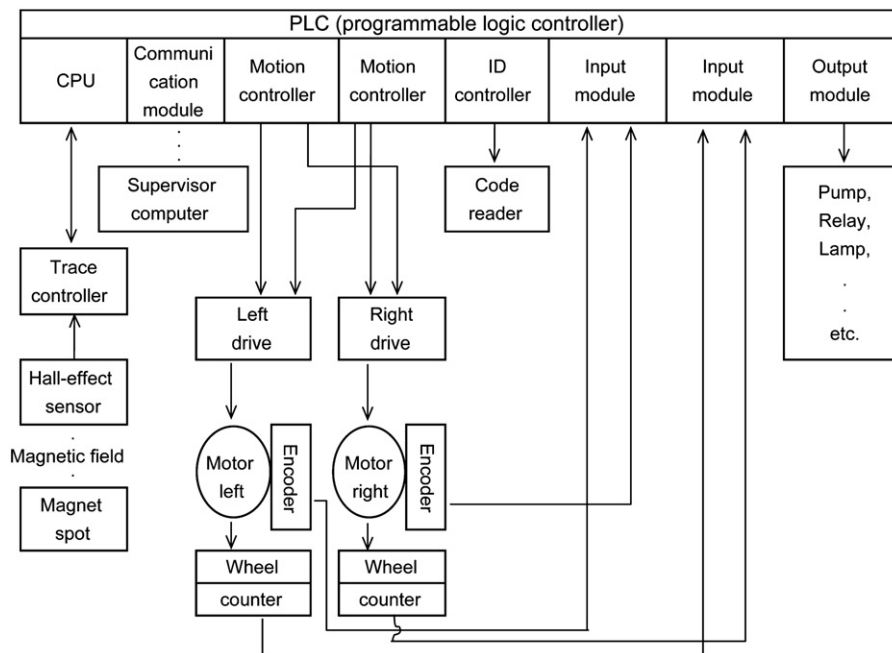 PLC (programmable logic controller)
CPU
Communi
cation
module
Motion
controller
Motion
controller
ID
controller
Input
module
Input
module
Output
module
Supervisor
computer
Code
reader
Pump,
Relay,
Lamp,
.
.
etc.
Trace
controller
Left
drive
Right
drive
Hall-effect
sensor
.
Magnetic field
.
Magnet
spot
Motor
left
Encoder
Motor
right
Encoder
Wheel
counter
Wheel
counter